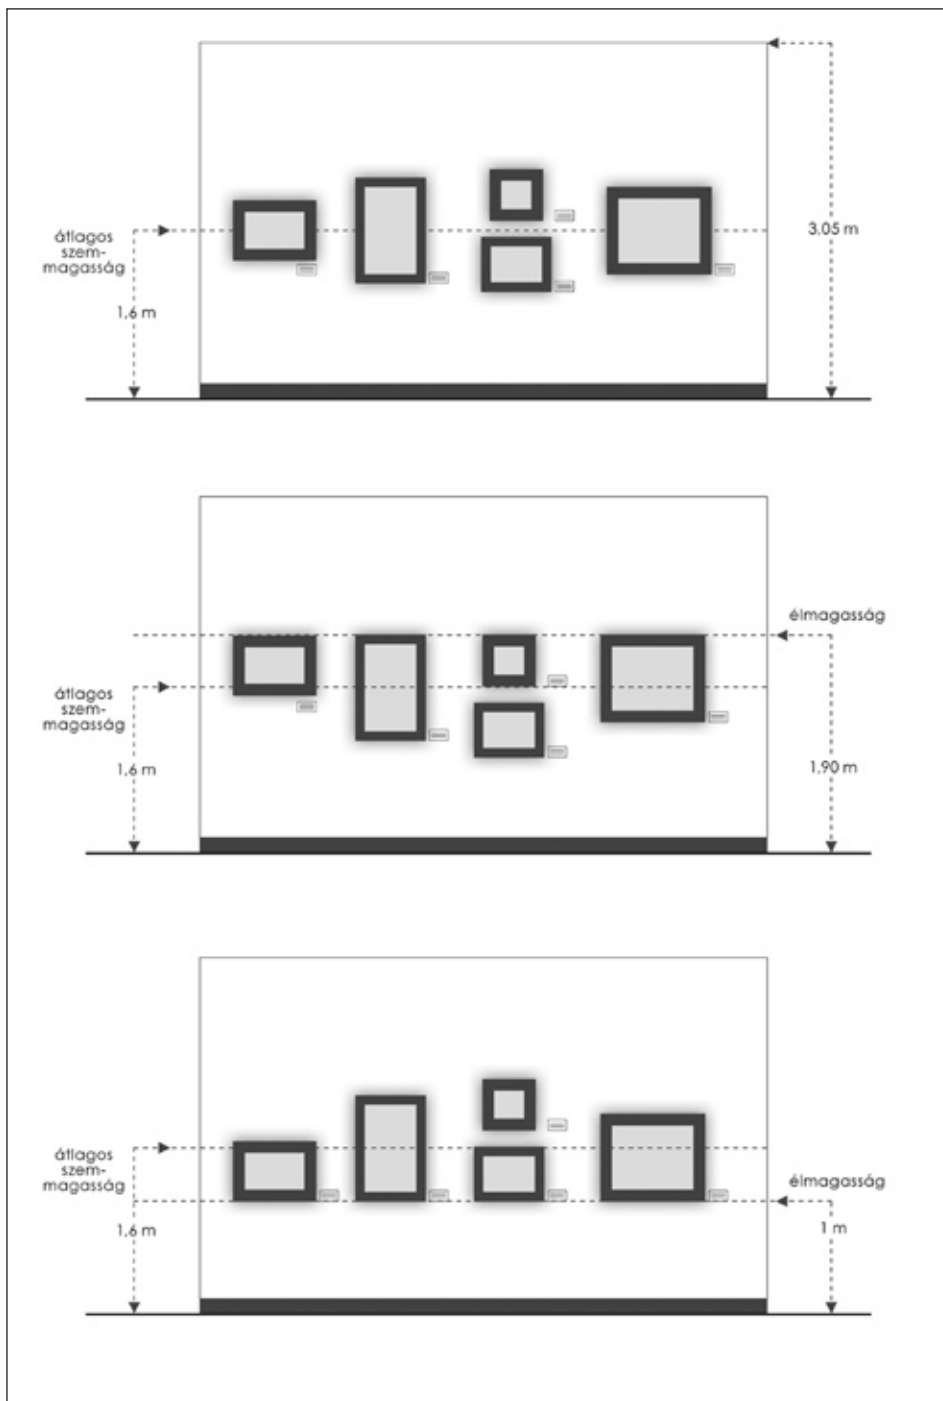 átlagos
szem-
magasság
1,6 m
3,05 m
élmagasság
átlagos
szem-
magasság
1,6 m
1,90 m
átlagos
szem-
magasság
élmagasság
1,6 m
1 m